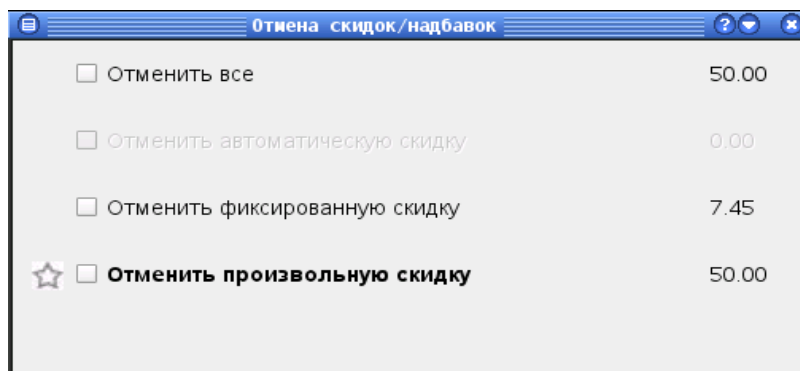 Отмена скидок/надбавок
Отменить все 50.00
Отменить автоматическую скидку 0.00
Отменить фиксированную скидку 7.45
Отменить произвольную скидку 50.00